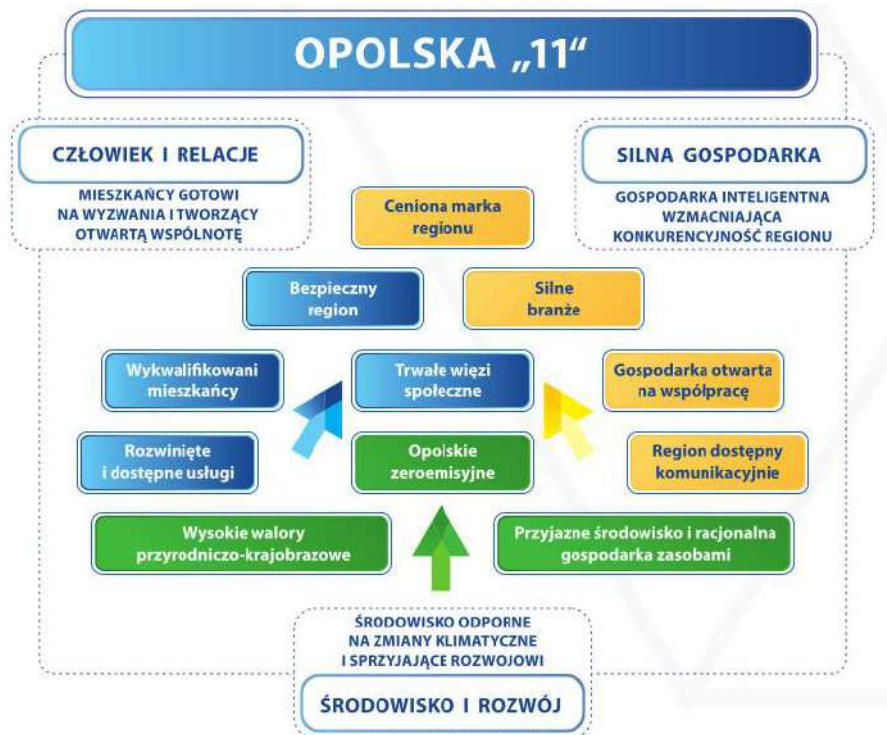 OPOLSKA „11“
CZŁOWIEK I RELACJE
MIESZKAŃCY GOTOWI
NA WYZWANIA I TWORZĄCY
OTWARTĄ WSPÓLNOTĘ
SILNA GOSPODARKA
GOSPODARKA INTELIGENTNA
WZMACNIAJĄCA
KONKURENCYJNOŚĆ REGIONU
Ceniona marka
regionu
Bezpieczny
region
Silne
branże
Wykwalifikowani
mieszkańcy
Trwałe więzi
społeczne
Gospodarka otwarta
na współpracę
Rozwinięte
i dostępne usługi
Opolskie
zeroemisyjne
Region dostępny
komunikacyjnie
Wysokie walory
przyrodniczo-krajobrazowe
Przyjazne środowisko i racjonalna
gospodarka zasobami
ŚRODOWISKO ODPORNE
NA ZMIANY KLIMATYCZNE
I SPRZYJAJĄCE ROZWOJOWI
ŚRODOWISKO I ROZWÓJ